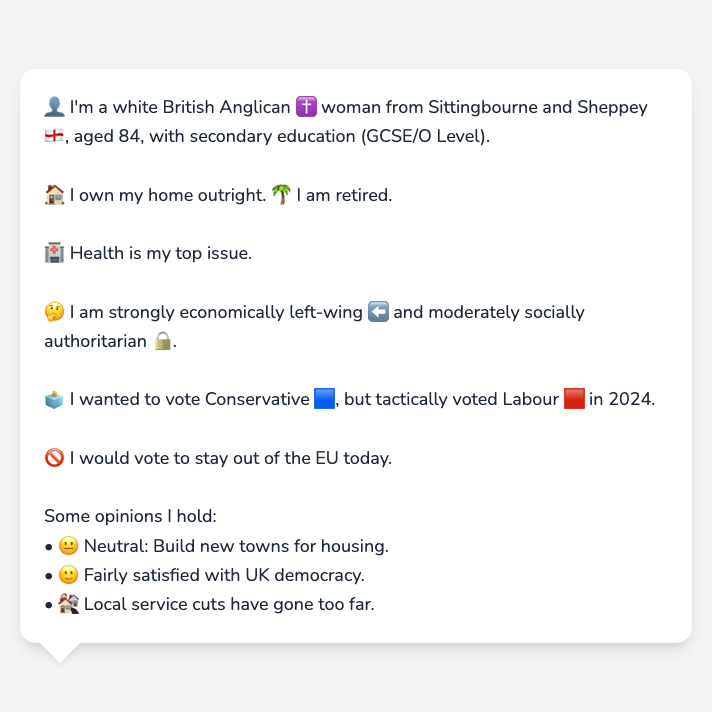 👤 I'm a white British Anglican ✝️ woman from Sittingbourne and Sheppey
🏴󠁧󠁢󠁥󠁮󠁧󠁿, aged 84, with secondary education (GCSE/O Level).
🏠 I own my home outright. 🌴 I am retired.
🏥 Health is my top issue.
🤔 I am strongly economically left-wing ⬅️ and moderately socially
authoritarian 🔒.
🗳️ I wanted to vote Conservative 🟦, but tactically voted Labour 🟥 in 2024.
🚫 I would vote to stay out of the EU today.
Some opinions I hold:
• 😐 Neutral: Build new towns for housing.
• 🙂 Fairly satisfied with UK democracy.
• 🏚️ Local service cuts have gone too far.